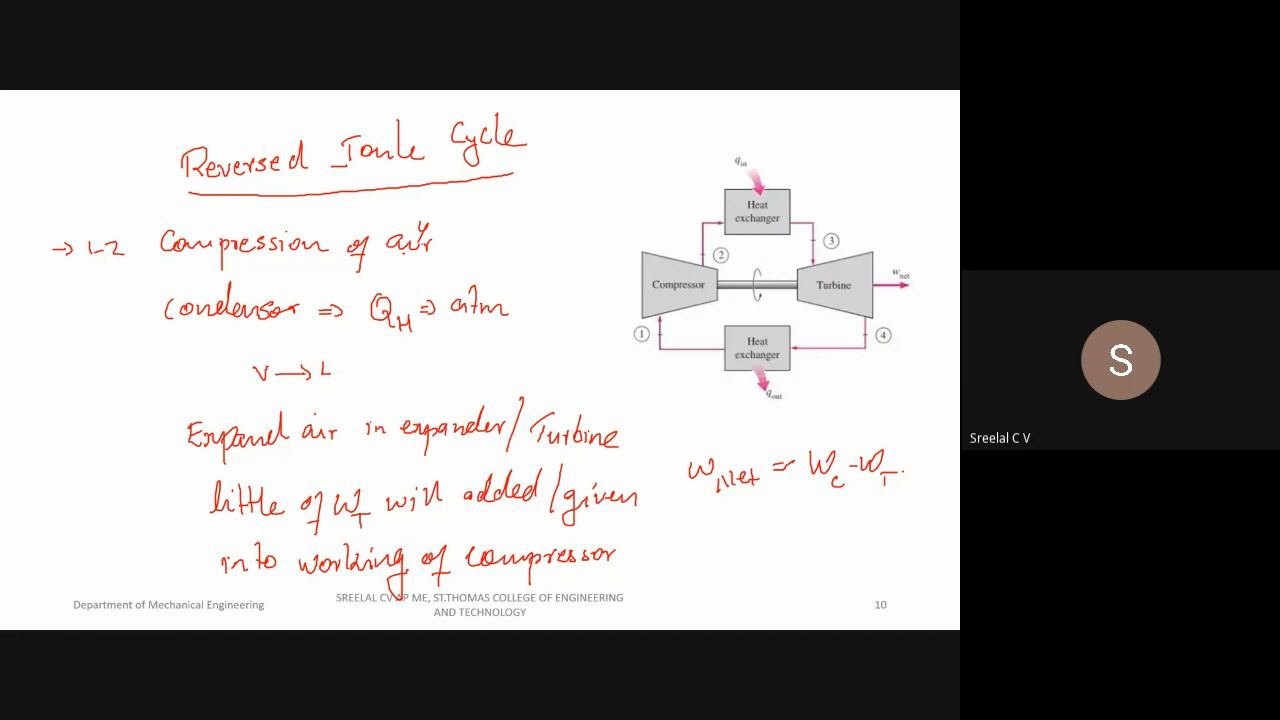 Reversed Joule Cycle
→ 1-2 Compression of air
condensor ⇒ QH ⇒ atm
V → L
Expand air in expander/Turbine
little of WT will added/given
into working of compressor
WNet = WC - WT.
qin
Heat
exchanger
2
3
Compressor
Turbine
wnet
1
4
Heat
exchanger
qout
Department of Mechanical Engineering
SREELAL CV AP ME, ST.THOMAS COLLEGE OF ENGINEERING
AND TECHNOLOGY
10
S
Sreelal C V